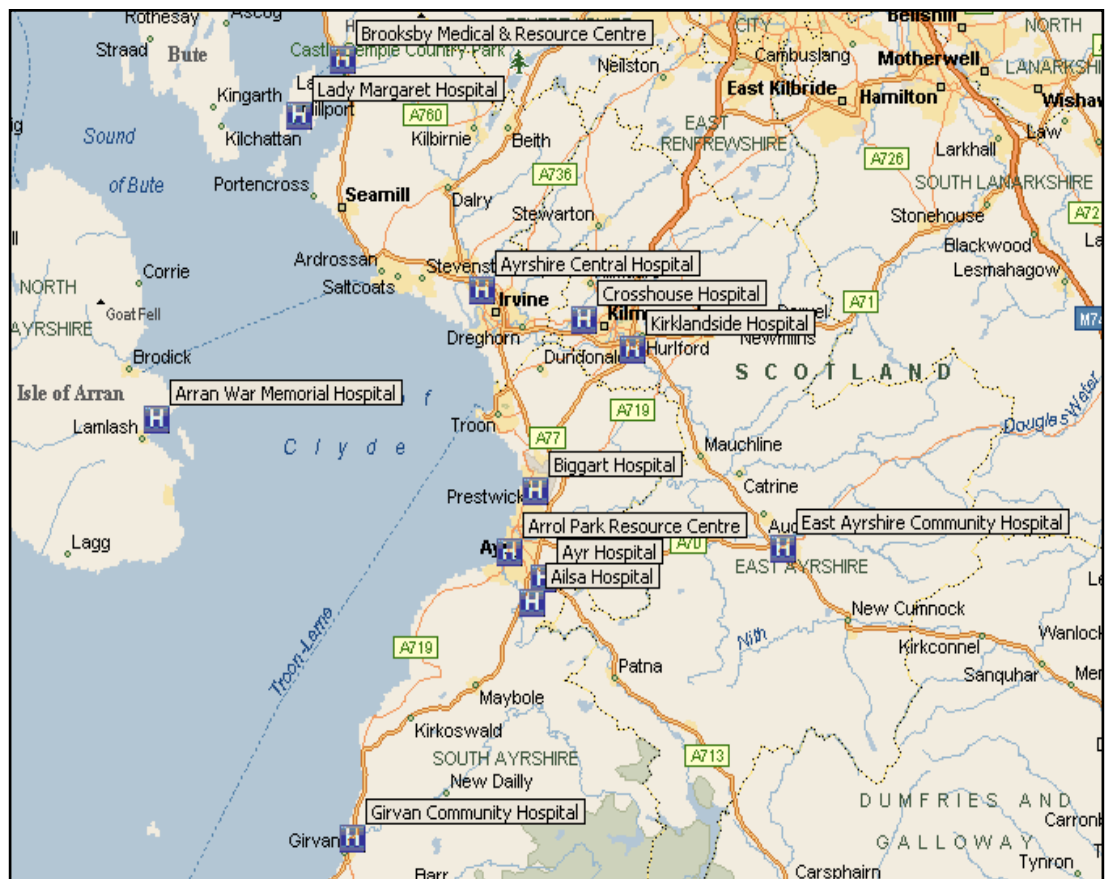 Rothesay
Ascog
Straad
Bute
Brooksby Medical & Resource Centre
CITY
Bellshill
NORTH
Cambuslang
Motherwell
Neilston
Lady Margaret Hospital
Kingarth
East Kilbride
Hamilton
A760
Kilchattan
Kilbirnie
Beith
EAST
RENFREWSHIRE
Law
Sound
of Bute
Larkhall
A726
A736
SOUTH LANARKSHIRE
Portencross
Seamill
Dalry
Stewarton
Stonehouse
Blackwood
Ardrossan
Ayrshire Central Hospital
Lesmahagow
Corrie
Saltcoats
NORTH
AYRSHIRE
Goat Fell
Irvine
Crosshouse Hospital
A71
Kirklandside Hospital
Dreghorn
Newmilns
Hurlford
Brodick
SCOTLAND
Isle of Arran
Arran War Memorial Hospital
A719
Lamlash
Troon
Douglas Water
Clyde
A77
Mauchline
Biggart Hospital
Catrine
Prestwick
Arrol Park Resource Centre
East Ayrshire Community Hospital
Lagg
Ayr Hospital
A70
EAST AYRSHIRE
Ailsa Hospital
New Cumnock
Nith
Kirkconnel
A719
Troon-Larne
Patna
Sanquhar
Maybole
Kirkoswald
SOUTH AYRSHIRE
A713
New Dailly
DUMFRIES AND
GALLOWAY
Girvan Community Hospital
Girvan
Barr
Carsphairn
Tynron